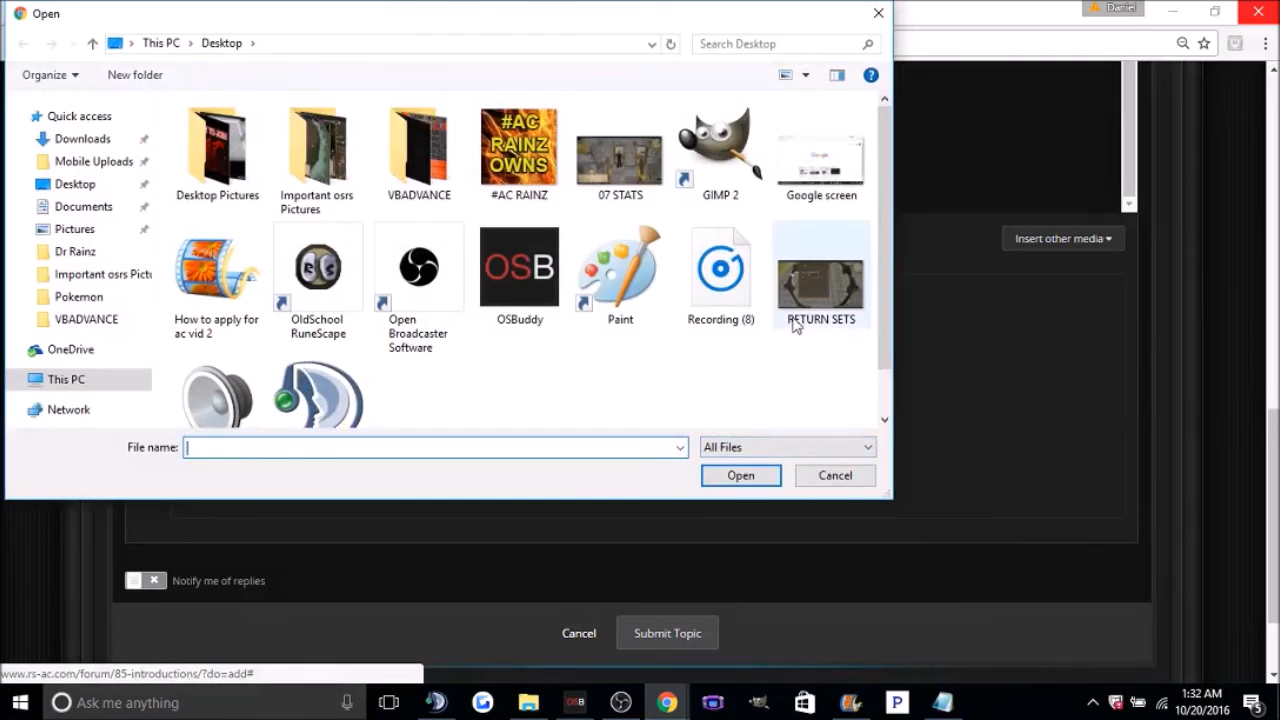 Open
Daniel
This PC
Desktop
Search Desktop
Organize
New folder
Quick access
Downloads
Mobile Uploads
Desktop
Documents
Pictures
Dr Rainz
Important osrs Pictu
Pokemon
VBADVANCE
OneDrive
This PC
Network
#AC
RAINZ
OWNS
Google
Desktop Pictures
Important osrs
Pictures
VBADVANCE
#AC RAINZ
07 STATS
GIMP 2
Google screen
RS
OSB
How to apply for
ac vid 2
OldSchool
RuneScape
Open
Broadcaster
Software
OSBuddy
Paint
Recording (8)
RETURN SETS
File name:
All Files
Open
Cancel
Insert other media
Notify me of replies
Cancel
Submit Topic
www.rs-ac.com/forum/85-introductions/?do=add#
Ask me anything
OSB
P
1:32 AM
10/20/2016
5